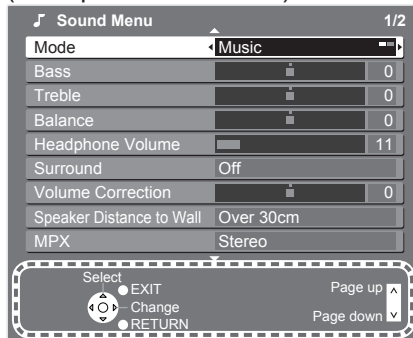 Sound Menu 1/2
Mode Music
Bass 0
Treble 0
Balance 0
Headphone Volume 11
Surround Off
Volume Correction 0
Speaker Distance to Wall Over 30cm
MPX Stereo
Select
EXIT Page up
Change
RETURN Page down